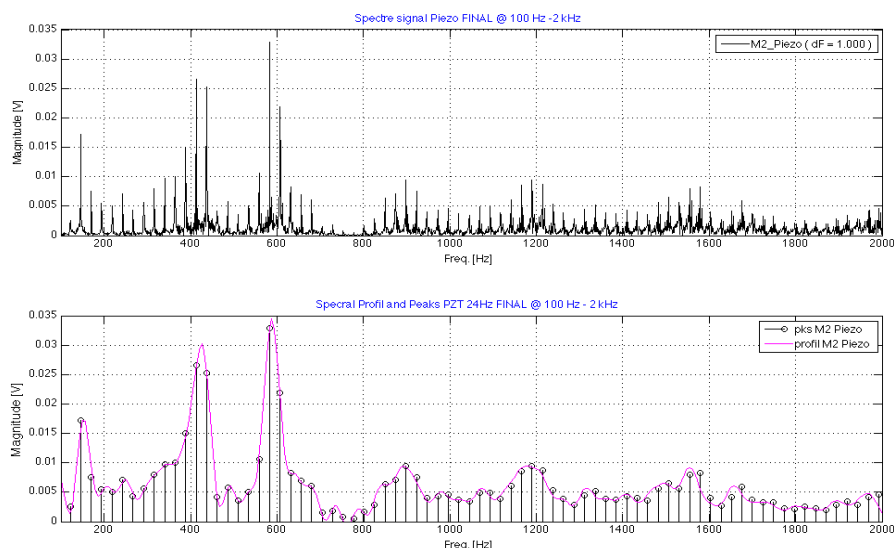 Spectre signal Piezo FINAL @ 100 Hz -2 kHz
0.035
0.03
0.025
0.02
0.015
0.01
0.005
0
Magnitude [V]
M2_Piezo ( dF = 1.000 )
200 400 600 800 1000 1200 1400 1600 1800 2000
Freq. [Hz]
Specral Profil and Peaks PZT 24Hz FINAL @ 100 Hz - 2 kHz
0.035
0.03
0.025
0.02
0.015
0.01
0.005
0
Magnitude [V]
pks M2 Piezo
profil M2 Piezo
200 400 600 800 1000 1200 1400 1600 1800 2000
Freq. [Hz]